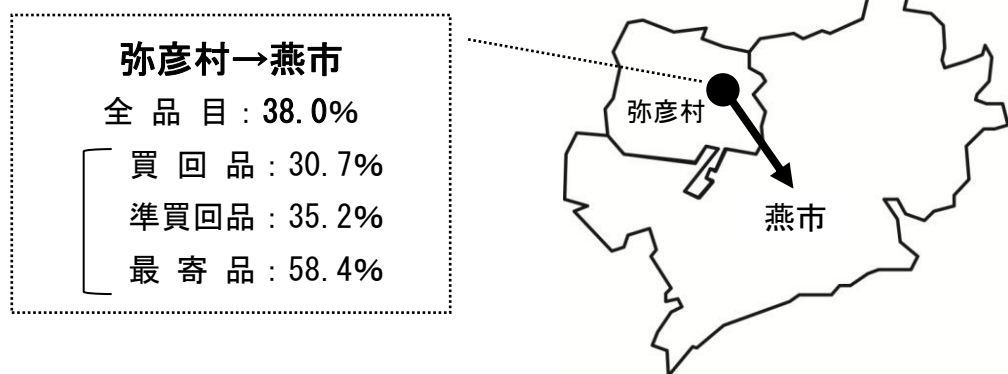 弥彦村→燕市
全 品 目：38.0%
買 回 品：30.7%
準買回品：35.2%
最 寄 品：58.4%
弥彦村
燕市